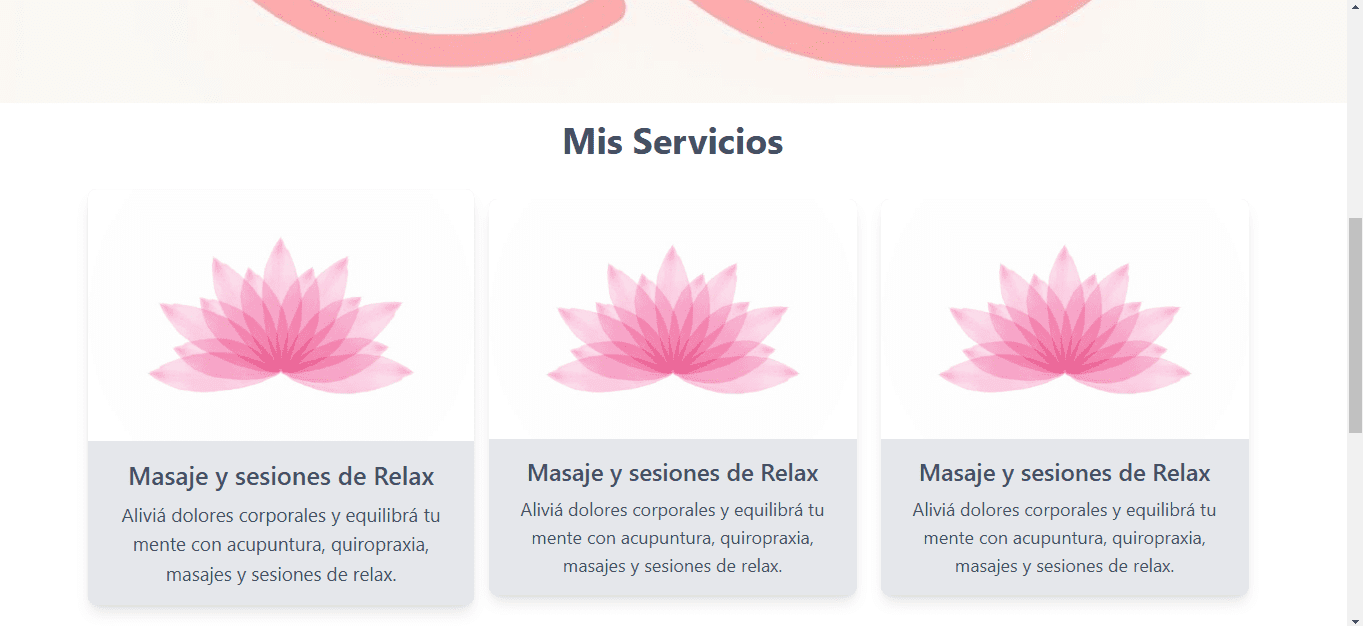 Mis Servicios
Masaje y sesiones de Relax
Aliviá dolores corporales y equilibrá tu
mente con acupuntura, quiropraxia,
masajes y sesiones de relax.
Masaje y sesiones de Relax
Aliviá dolores corporales y equilibrá tu
mente con acupuntura, quiropraxia,
masajes y sesiones de relax.
Masaje y sesiones de Relax
Aliviá dolores corporales y equilibrá tu
mente con acupuntura, quiropraxia,
masajes y sesiones de relax.